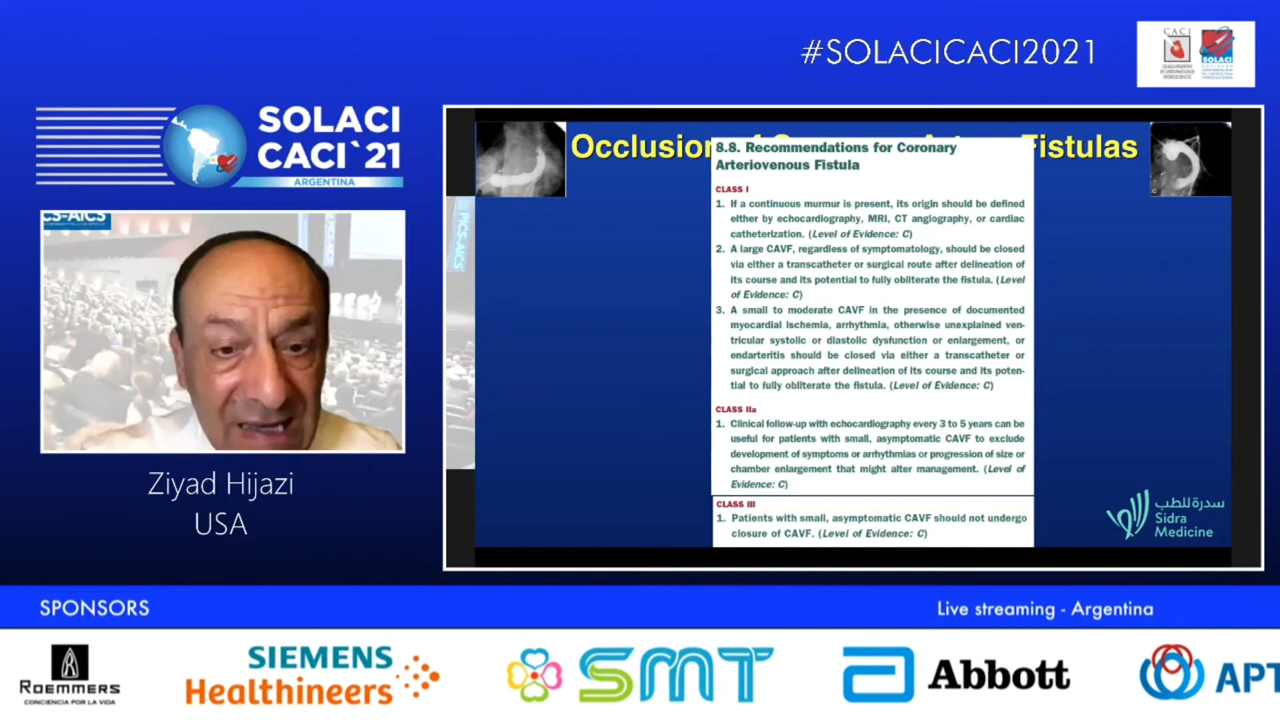 #SOLACICACI2021
CACI
SOLACI
SOLACI
CACI`21
ARGENTINA
CS-AICS
Ziyad Hijazi
USA
PICS-AICS
Occlusion
Fistulas
8.8. Recommendations for Coronary
Arteriovenous Fistula
CLASS I
1. If a continuous murmur is present, its origin should be defined
either by echocardiography, MRI, CT angiography, or cardiac
catheterization. (Level of Evidence: C)
2. A large CAVF, regardless of symptomatology, should be closed
via either a transcatheter or surgical route after delineation of
its course and its potential to fully obliterate the fistula. (Level
of Evidence: C)
3. A small to moderate CAVF in the presence of documented
myocardial ischemia, arrhythmia, otherwise unexplained ven-
tricular systolic or diastolic dysfunction or enlargement, or
endarteritis should be closed via either a transcatheter or
surgical approach after delineation of its course and its poten-
tial to fully obliterate the fistula. (Level of Evidence: C)
CLASS IIa
1. Clinical follow-up with echocardiography every 3 to 5 years can be
useful for patients with small, asymptomatic CAVF to exclude
development of symptoms or arrhythmias or progression of size or
chamber enlargement that might alter management. (Level of
Evidence: C)
CLASS III
1. Patients with small, asymptomatic CAVF should not undergo
closure of CAVF. (Level of Evidence: C)
سدرة للطب
Sidra
Medicine
SPONSORS
Live streaming - Argentina
ROEMMERS
CONCIENCIA POR LA VIDA
SIEMENS
Healthineers
SMT
Abbott
APT